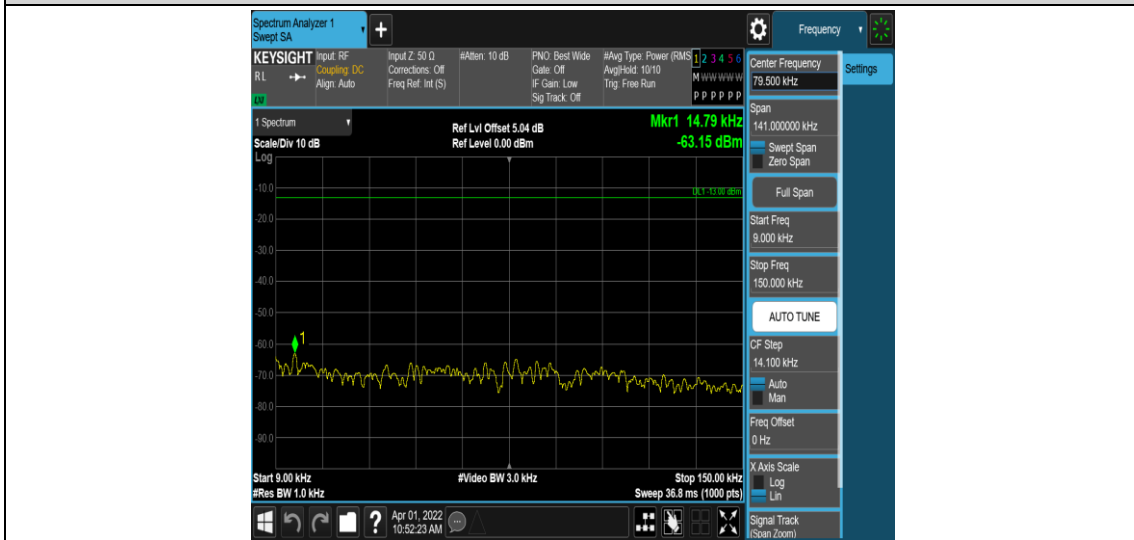 Spectrum Analyzer 1
Swept SA
+
Frequency
KEYSIGHT
RL
LXI
Input: RF
Coupling: DC
Align: Auto
Input Z: 50 Ω
Corrections: Off
Freq Ref: Int (S)
#Atten: 10 dB
PNO: Best Wide
Gate: Off
IF Gain: Low
Sig Track: Off
#Avg Type: Power (RMS
Avg|Hold: 10/10
Trig: Free Run
1 2 3 4 5 6
M W W W W W
P P P P P P
1 Spectrum
Scale/Div 10 dB
Log
Ref Lvl Offset 5.04 dB
Ref Level 0.00 dBm
Mkr1 14.79 kHz
-63.15 dBm
DL1 -13.00 dBm
-10.0
-20.0
-30.0
-40.0
-50.0
-60.0
-70.0
-80.0
-90.0
1
Start 9.00 kHz
#Res BW 1.0 kHz
#Video BW 3.0 kHz
Stop 150.00 kHz
Sweep 36.8 ms (1000 pts)
Center Frequency
79.500 kHz
Settings
Span
141.000000 kHz
Swept Span
Zero Span
Full Span
Start Freq
9.000 kHz
Stop Freq
150.000 kHz
AUTO TUNE
CF Step
14.100 kHz
Auto
Man
Freq Offset
0 Hz
X Axis Scale
Log
Lin
Signal Track
(Span Zoom)
?
Apr 01, 2022
10:52:23 AM